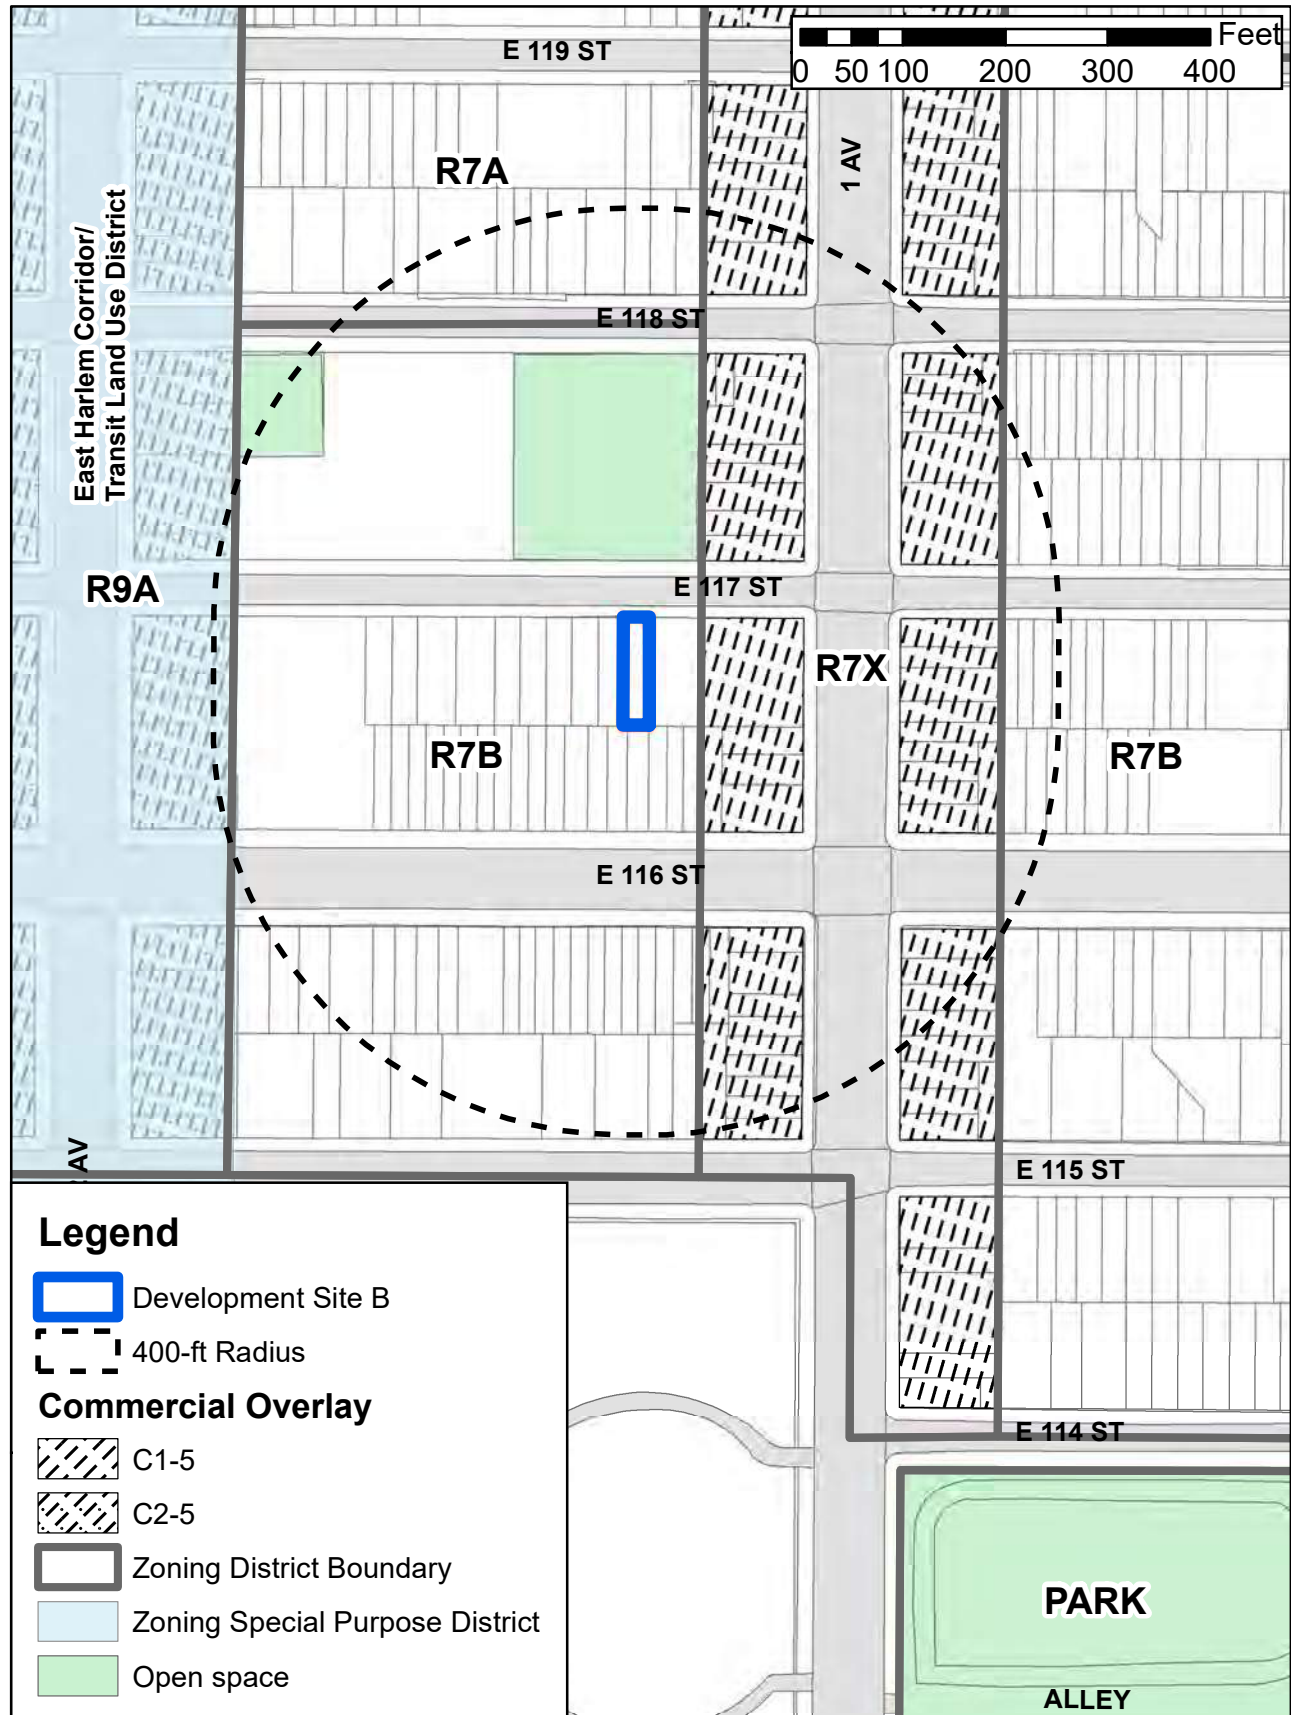 Feet
0 50 100 200 300 400
E 119 ST
1 AV
R7A
East Harlem Corridor/
Transit Land Use District
E 118 ST
E 117 ST
R9A
R7X
R7B
R7B
E 116 ST
AV
E 115 ST
E 114 ST
PARK
ALLEY
Legend
Development Site B
400-ft Radius
Commercial Overlay
C1-5
C2-5
Zoning District Boundary
Zoning Special Purpose District
Open space